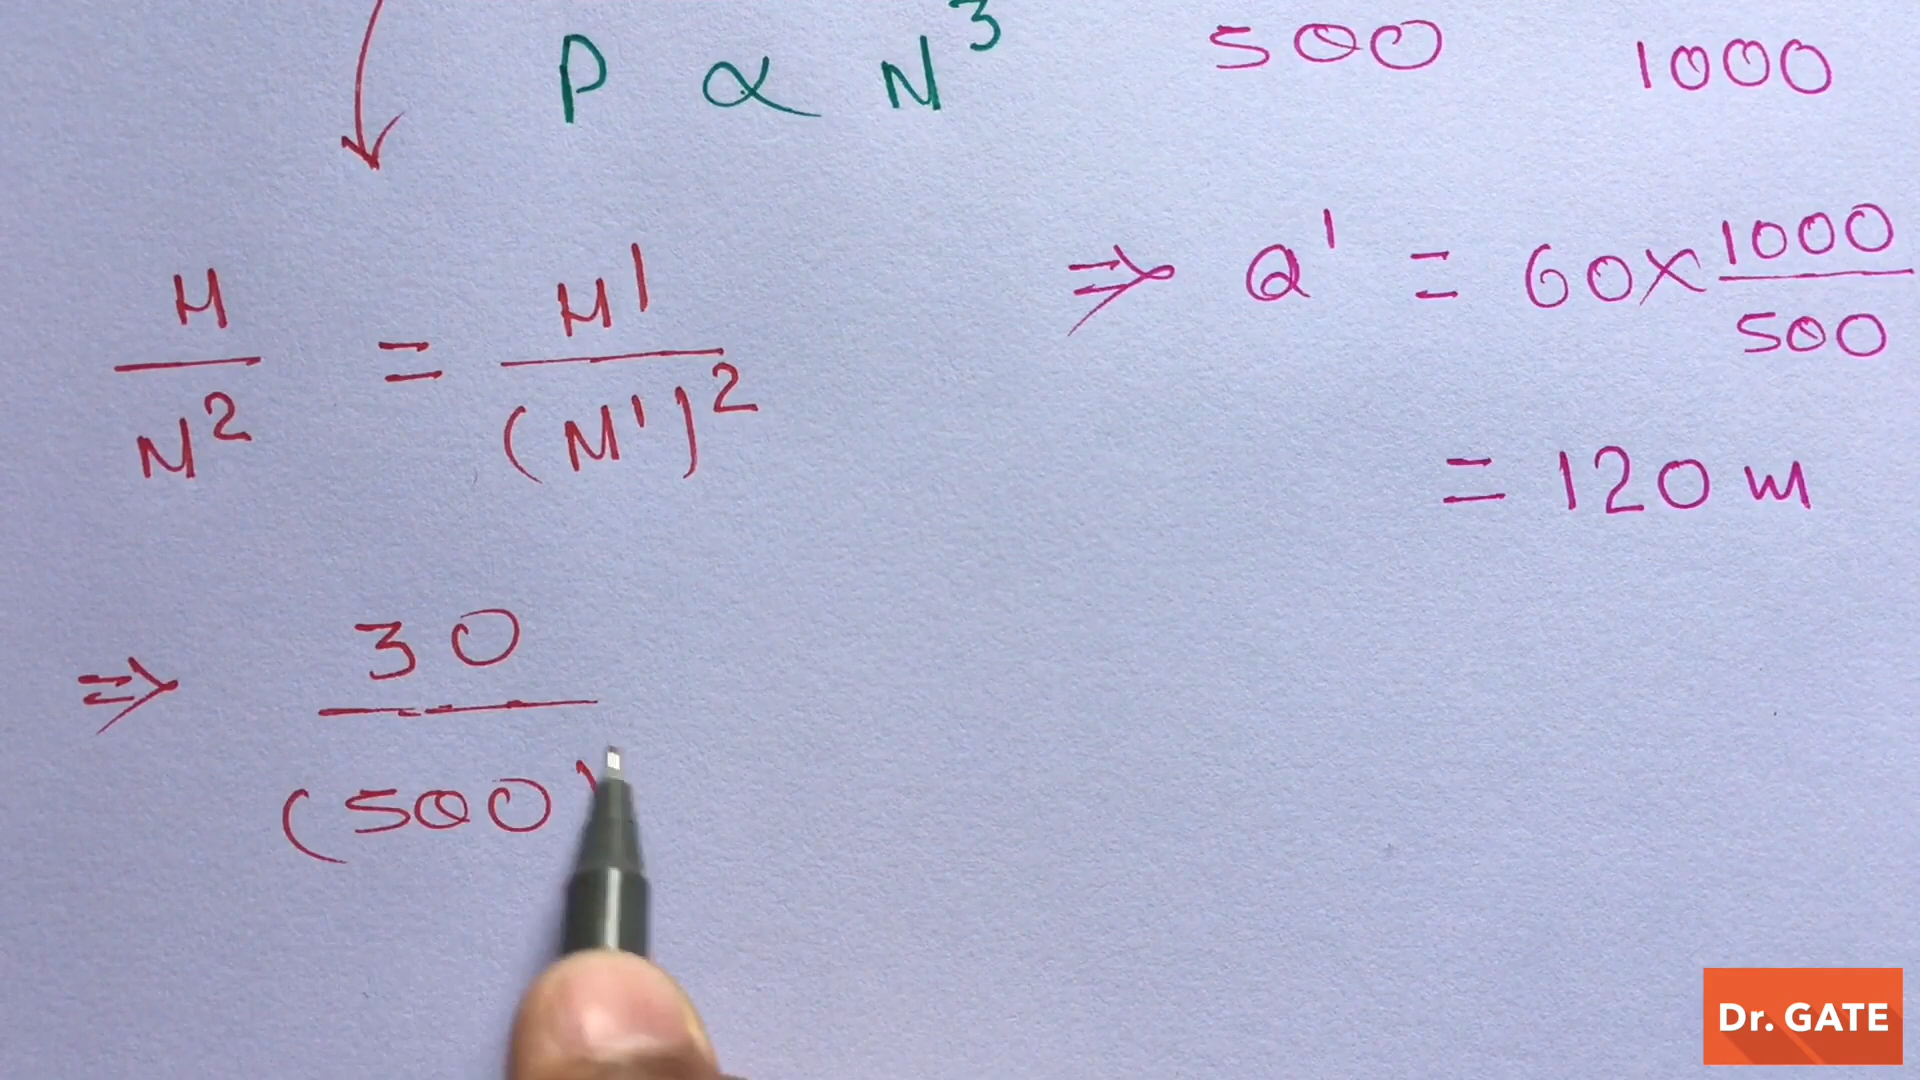 P ∝ N³
500 1000
H/N² = H'/(N')²
⇒ Q' = 60 × 1000/500
= 120 m
⇒ 30/(500)
Dr. GATE